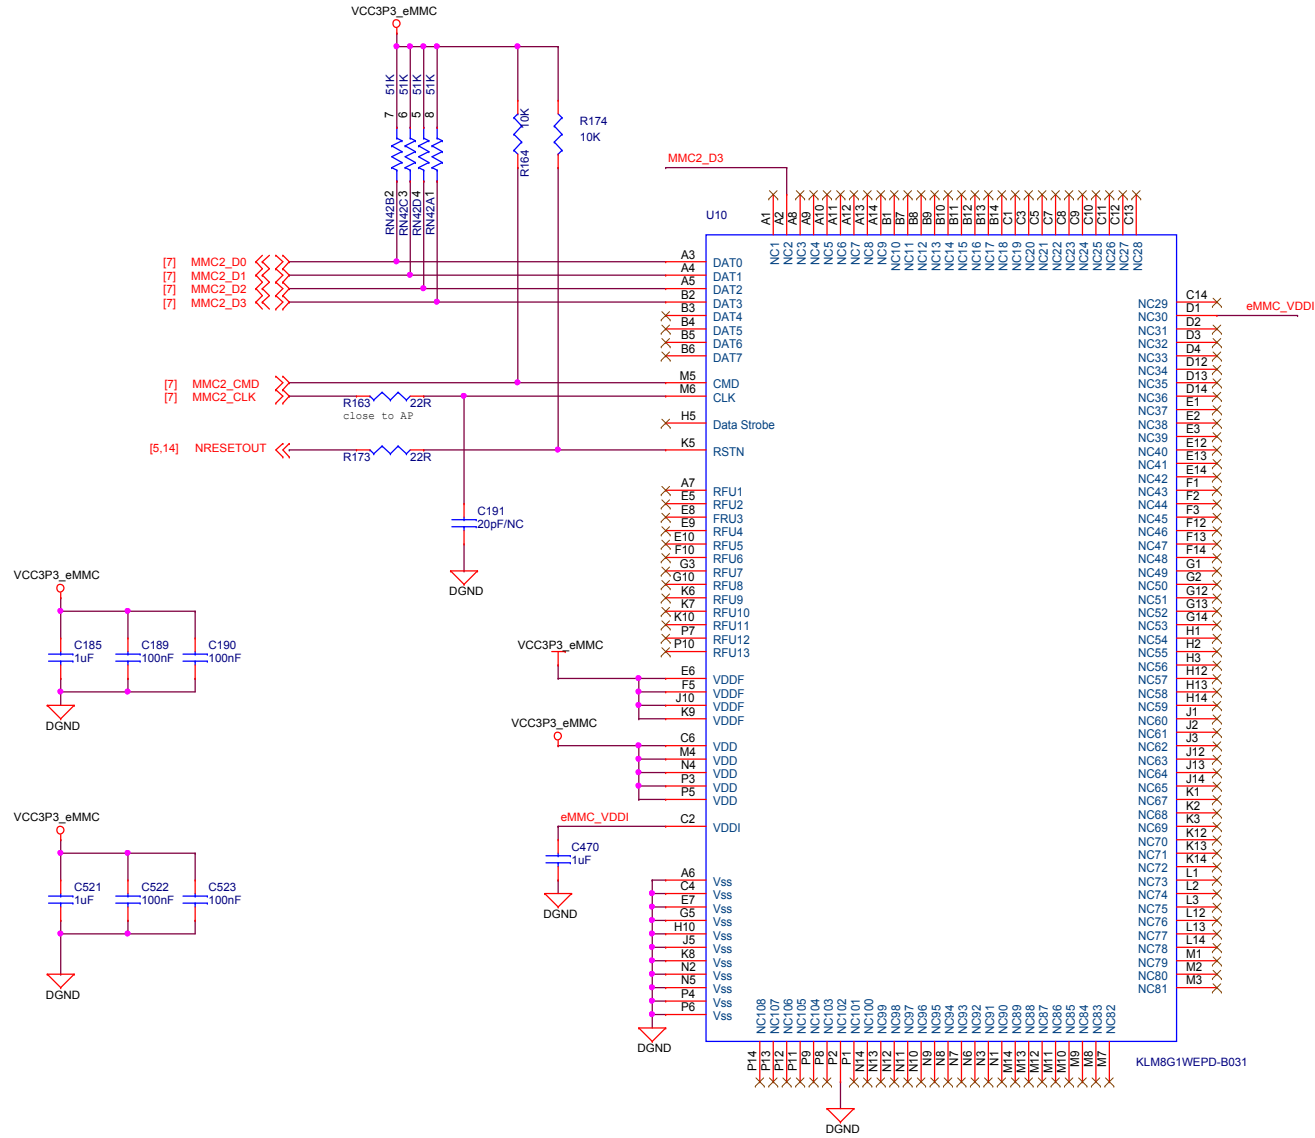 VCC3P3_eMMC
51K 51K 51K 51K
7 6 5 8
RN42B2 RN42C3 RN42D4 RN42A1
10K
R164
R174
10K
MMC2_D3
U10
A1 A2 A8 A9 A10 A11 A12 A13 A14 B1 B7 B8 B9 B10 B11 B12 B13 B14 C1 C3 C5 C7 C8 C9 C10 C11 C12 C13
NC1 NC2 NC3 NC4 NC5 NC6 NC7 NC8 NC9 NC10 NC11 NC12 NC13 NC14 NC15 NC16 NC17 NC18 NC19 NC20 NC21 NC22 NC23 NC24 NC25 NC26 NC27 NC28
[7] MMC2_D0 A3 DAT0
[7] MMC2_D1 A4 DAT1
[7] MMC2_D2 A5 DAT2
[7] MMC2_D3 B2 DAT3
B3 DAT4
B4 DAT5
B5 DAT6
B6 DAT7
[7] MMC2_CMD M5 CMD
[7] MMC2_CLK R163 22R M6 CLK
close to AP
H5 Data Strobe
[5,14] NRESETOUT R173 22R K5 RSTN
C191
20pF/NC
DGND
A7 RFU1
E5 RFU2
E8 FRU3
E9 RFU4
E10 RFU5
F10 RFU6
G3 RFU7
G10 RFU8
K6 RFU9
K7 RFU10
K10 RFU11
P7 RFU12
P10 RFU13
VCC3P3_eMMC
E6 VDDF
F5 VDDF
J10 VDDF
K9 VDDF
VCC3P3_eMMC
C6 VDD
M4 VDD
N4 VDD
P3 VDD
P5 VDD
eMMC_VDDI C2 VDDI
C470
1uF
DGND
A6 Vss
C4 Vss
E7 Vss
G5 Vss
H10 Vss
J5 Vss
K8 Vss
N2 Vss
N5 Vss
P4 Vss
P6 Vss
DGND
NC29 C14
NC30 D1 eMMC_VDDI
NC31 D2
NC32 D3
NC33 D4
NC34 D12
NC35 D13
NC36 D14
NC37 E1
NC38 E2
NC39 E3
NC40 E12
NC41 E13
NC42 E14
NC43 F1
NC44 F2
NC45 F3
NC46 F12
NC47 F13
NC48 F14
NC49 G1
NC50 G2
NC51 G12
NC52 G13
NC53 G14
NC54 H1
NC55 H2
NC56 H3
NC57 H12
NC58 H13
NC59 H14
NC60 J1
NC61 J2
NC62 J3
NC63 J12
NC64 J13
NC65 J14
NC67 K1
NC68 K2
NC69 K3
NC70 K12
NC71 K13
NC72 K14
NC73 L1
NC74 L2
NC75 L3
NC76 L12
NC77 L13
NC78 L14
NC79 M1
NC80 M2
NC81 M3
NC108 NC107 NC106 NC105 NC104 NC103 NC102 NC101 NC100 NC99 NC98 NC97 NC96 NC95 NC94 NC93 NC92 NC91 NC90 NC89 NC88 NC87 NC86 NC85 NC84 NC83 NC82
P14 P13 P12 P11 P9 P8 P2 P1 N14 N13 N12 N11 N10 N9 N8 N7 N6 N3 N1 M14 M13 M12 M11 M10 M9 M8 M7
KLM8G1WEPD-B031
DGND
VCC3P3_eMMC
C185 C189 C190
1uF 100nF 100nF
DGND
VCC3P3_eMMC
C521 C522 C523
1uF 100nF 100nF
DGND